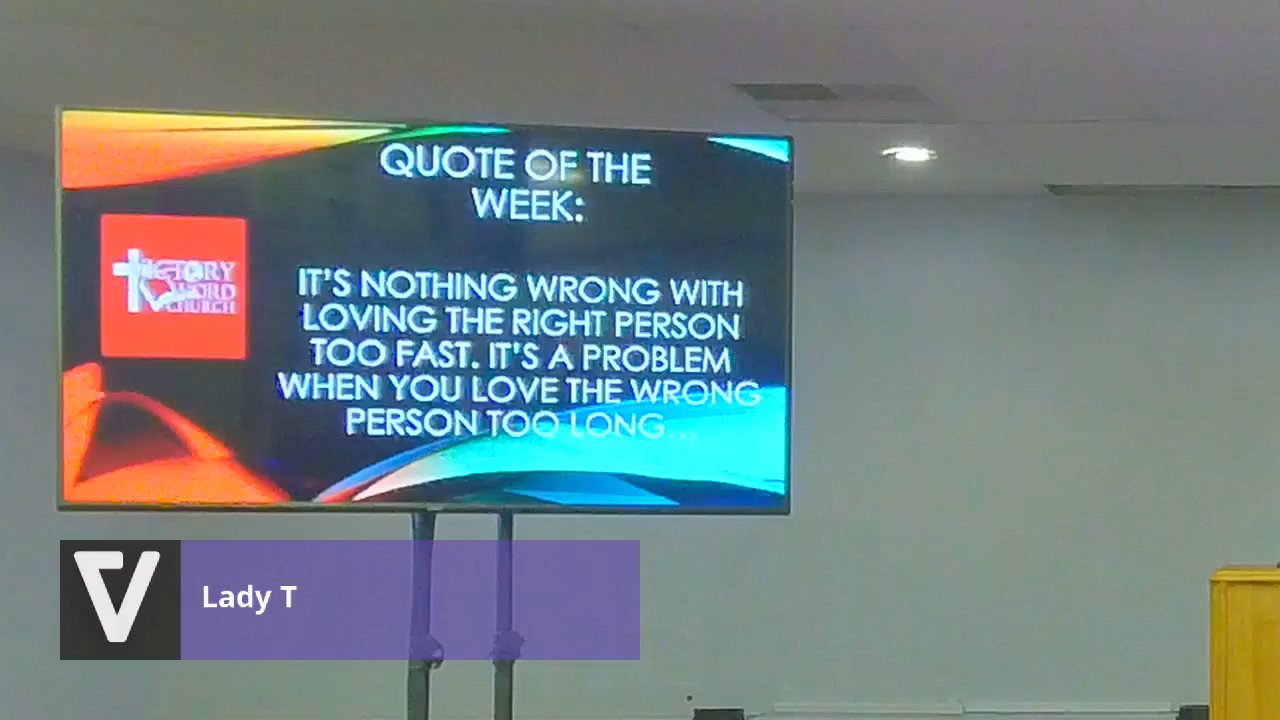 QUOTE OF THE
WEEK:
VICTORY
WORD
CHURCH
IT'S NOTHING WRONG WITH
LOVING THE RIGHT PERSON
TOO FAST. IT'S A PROBLEM
WHEN YOU LOVE THE WRONG
PERSON TOO LONG...
Lady T